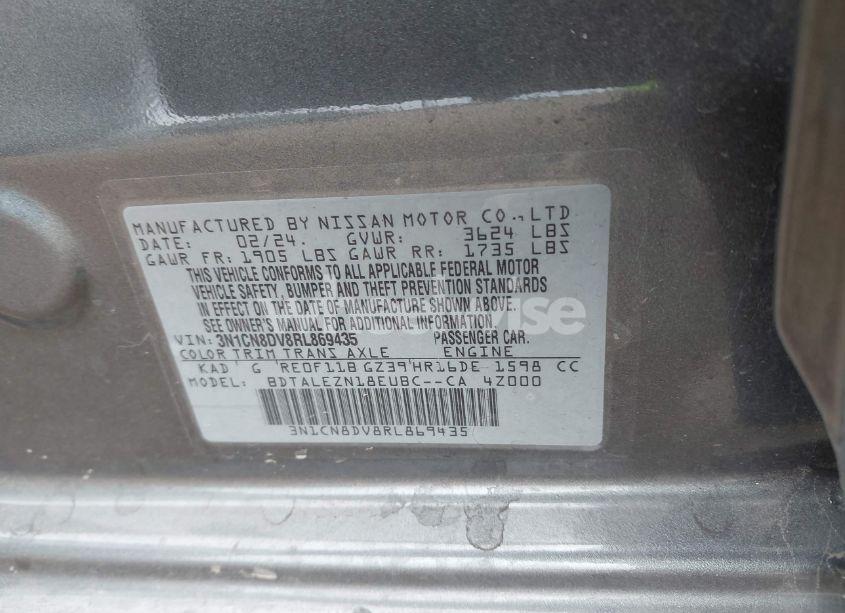 MANUFACTURED BY NISSAN MOTOR CO.,LTD
DATE: 02/24. GVWR: 3624 LBS
GAWR FR: 1905 LBS GAWR RR: 1735 LBS
THIS VEHICLE CONFORMS TO ALL APPLICABLE FEDERAL MOTOR
VEHICLE SAFETY, BUMPER AND THEFT PREVENTION STANDARDS
IN EFFECT ON THE DATE OF MANUFACTURE SHOWN ABOVE.
SEE OWNER'S MANUAL FOR ADDITIONAL INFORMATION.
VIN: 3N1CN8DV8RL869435 PASSENGER CAR.
COLOR TRIM TRANS AXLE ENGINE
KAD G RE0F11B GZ39 HR16DE 1598 CC
MODEL: BDTALEZN18EUBC--CA 4Z000
3N1CN8DV8RL869435